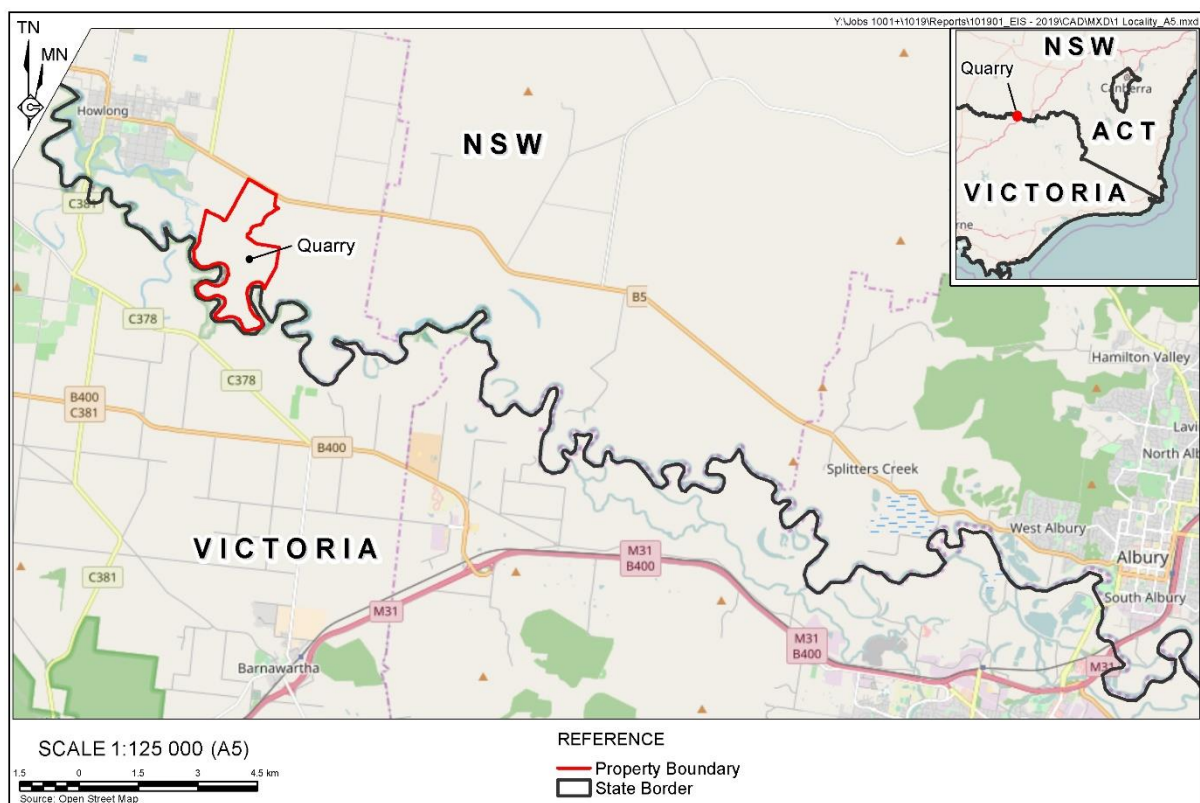 Y:\Jobs 1001+\1019\Reports\101901_EIS - 2019\CAD\MXD\1 Locality_A5.mxd
TN
MN
Howlong
NSW
NSW
Quarry
Canberra
ACT
VICTORIA
rne
C381
Quarry
C378
B5
Hamilton Valley
C378
B400
C381
B400
Lavi
North Alb
Splitters Creek
West Albury
Albury
VICTORIA
M31
B400
South Albury
C381
M31
Barnawartha
M31
B400
M31
SCALE 1:125 000 (A5)
1.5 0 1.5 3 4.5 km
Source: Open Street Map
REFERENCE
Property Boundary
State Border